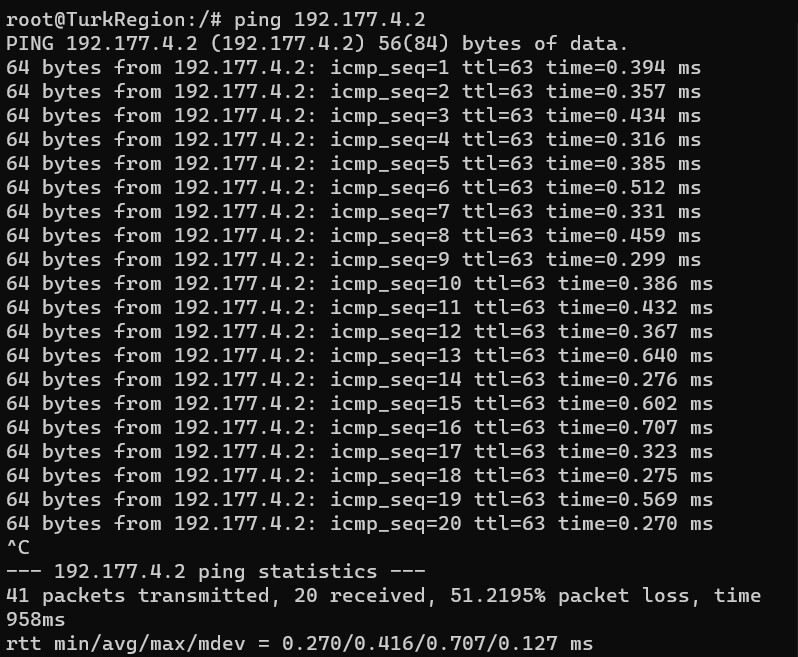 root@TurkRegion:/# ping 192.177.4.2
PING 192.177.4.2 (192.177.4.2) 56(84) bytes of data.
64 bytes from 192.177.4.2: icmp_seq=1 ttl=63 time=0.394 ms
64 bytes from 192.177.4.2: icmp_seq=2 ttl=63 time=0.357 ms
64 bytes from 192.177.4.2: icmp_seq=3 ttl=63 time=0.434 ms
64 bytes from 192.177.4.2: icmp_seq=4 ttl=63 time=0.316 ms
64 bytes from 192.177.4.2: icmp_seq=5 ttl=63 time=0.385 ms
64 bytes from 192.177.4.2: icmp_seq=6 ttl=63 time=0.512 ms
64 bytes from 192.177.4.2: icmp_seq=7 ttl=63 time=0.331 ms
64 bytes from 192.177.4.2: icmp_seq=8 ttl=63 time=0.459 ms
64 bytes from 192.177.4.2: icmp_seq=9 ttl=63 time=0.299 ms
64 bytes from 192.177.4.2: icmp_seq=10 ttl=63 time=0.386 ms
64 bytes from 192.177.4.2: icmp_seq=11 ttl=63 time=0.432 ms
64 bytes from 192.177.4.2: icmp_seq=12 ttl=63 time=0.367 ms
64 bytes from 192.177.4.2: icmp_seq=13 ttl=63 time=0.640 ms
64 bytes from 192.177.4.2: icmp_seq=14 ttl=63 time=0.276 ms
64 bytes from 192.177.4.2: icmp_seq=15 ttl=63 time=0.602 ms
64 bytes from 192.177.4.2: icmp_seq=16 ttl=63 time=0.707 ms
64 bytes from 192.177.4.2: icmp_seq=17 ttl=63 time=0.323 ms
64 bytes from 192.177.4.2: icmp_seq=18 ttl=63 time=0.275 ms
64 bytes from 192.177.4.2: icmp_seq=19 ttl=63 time=0.569 ms
64 bytes from 192.177.4.2: icmp_seq=20 ttl=63 time=0.270 ms
^C
--- 192.177.4.2 ping statistics ---
41 packets transmitted, 20 received, 51.2195% packet loss, time
958ms
rtt min/avg/max/mdev = 0.270/0.416/0.707/0.127 ms